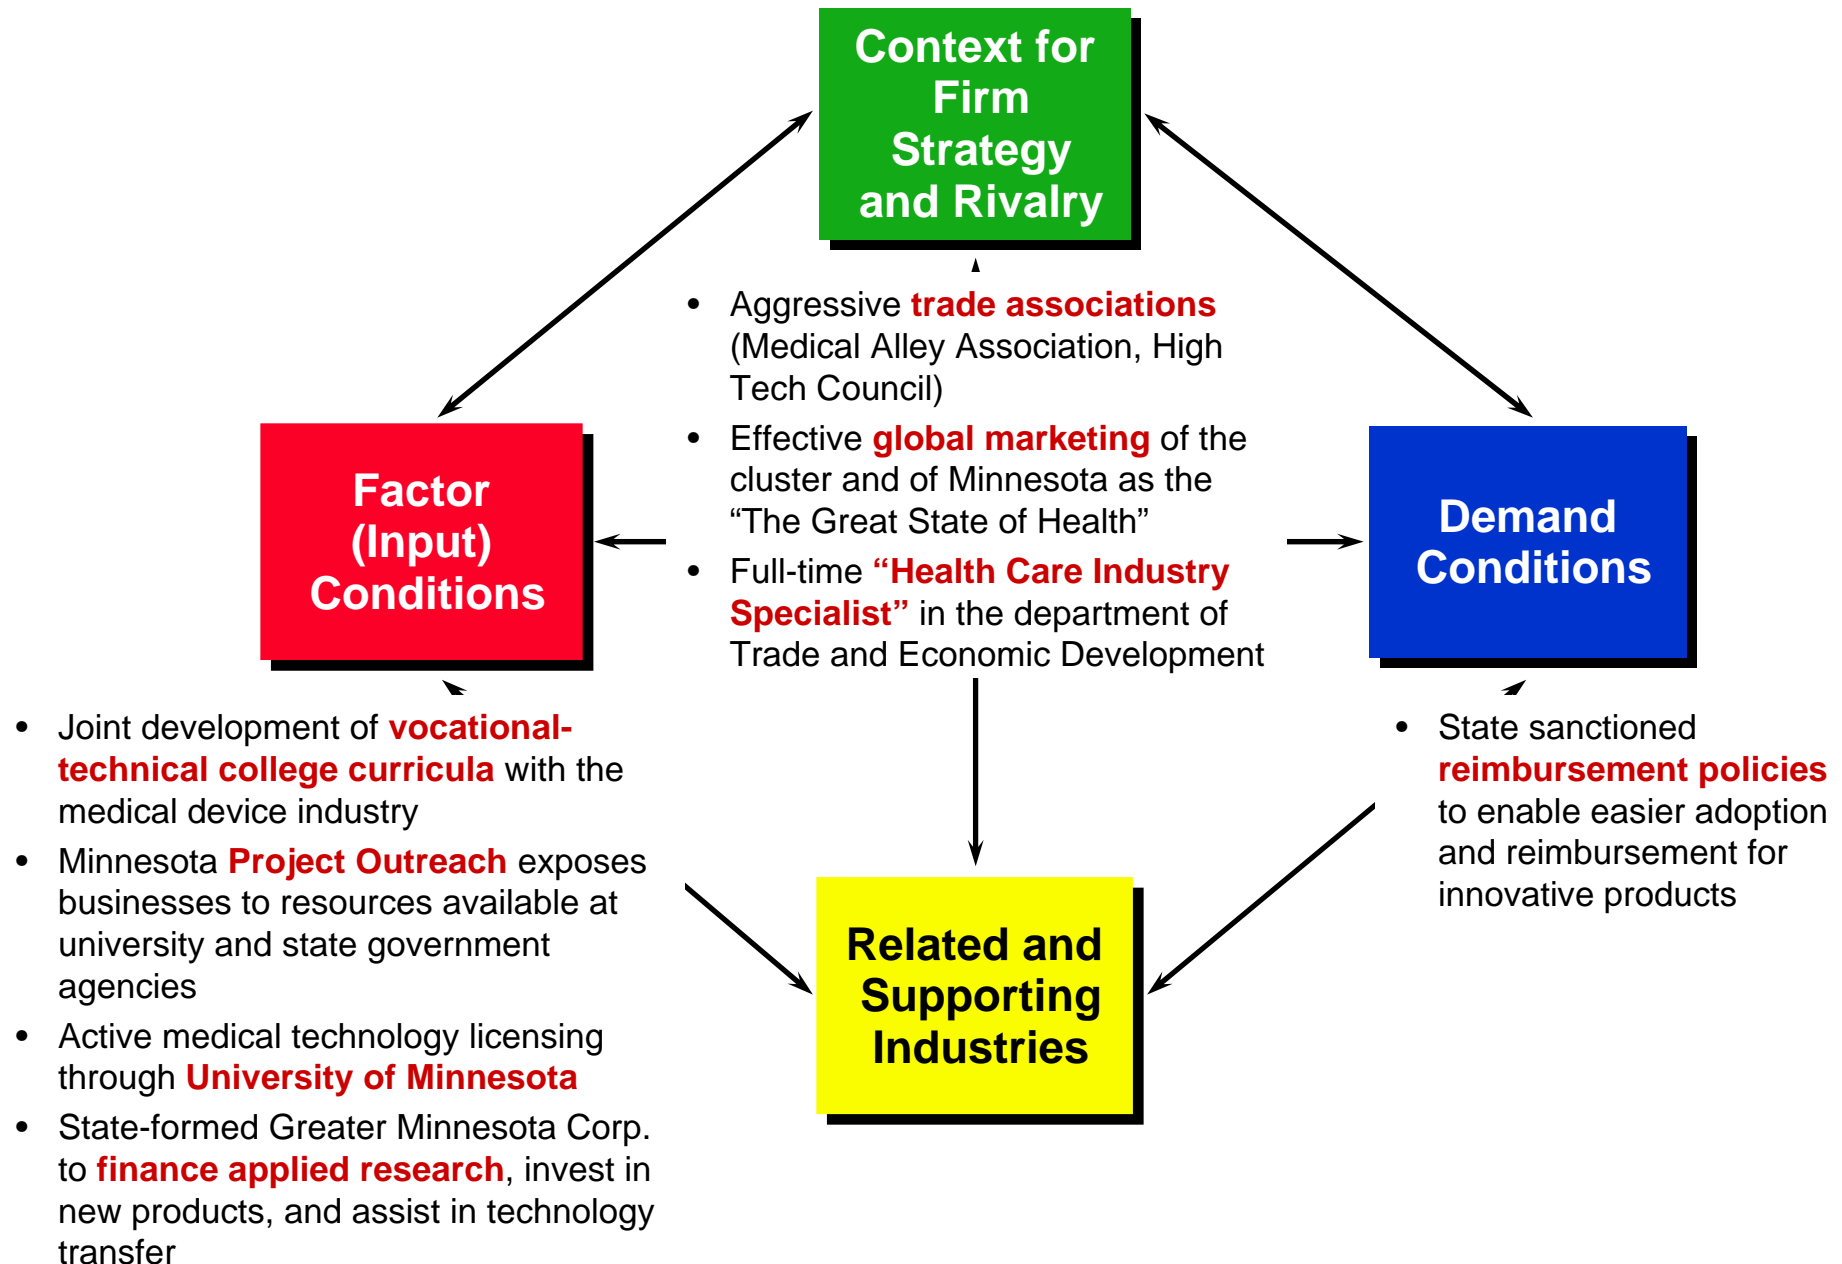 Context for
Firm
Strategy
and Rivalry
• Aggressive trade associations
(Medical Alley Association, High
Tech Council)
• Effective global marketing of the
cluster and of Minnesota as the
“The Great State of Health”
• Full-time “Health Care Industry
Specialist” in the department of
Trade and Economic Development
Factor
(Input)
Conditions
Demand
Conditions
• Joint development of vocational-
technical college curricula with the
medical device industry
• Minnesota Project Outreach exposes
businesses to resources available at
university and state government
agencies
• Active medical technology licensing
through University of Minnesota
• State-formed Greater Minnesota Corp.
to finance applied research, invest in
new products, and assist in technology
transfer
• State sanctioned
reimbursement policies
to enable easier adoption
and reimbursement for
innovative products
Related and
Supporting
Industries